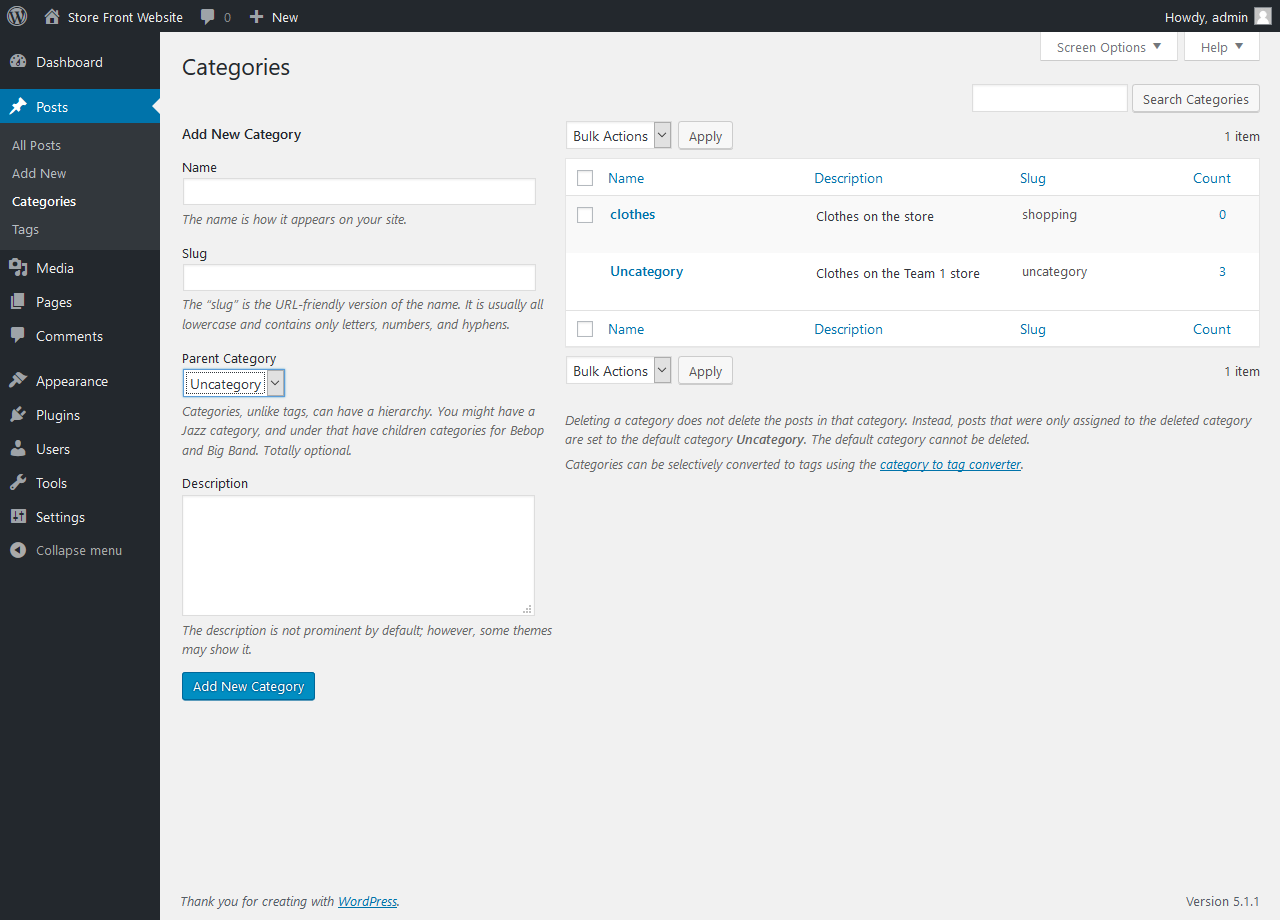 Store Front Website 0 New Howdy, admin
Screen Options Help
Dashboard
Posts
All Posts
Add New
Categories
Tags
Media
Pages
Comments
Appearance
Plugins
Users
Tools
Settings
Collapse menu
Categories
Search Categories
Add New Category
Name
The name is how it appears on your site.
Slug
The “slug” is the URL-friendly version of the name. It is usually all
lowercase and contains only letters, numbers, and hyphens.
Parent Category
Uncategory
Categories, unlike tags, can have a hierarchy. You might have a
Jazz category, and under that have children categories for Bebop
and Big Band. Totally optional.
Description
The description is not prominent by default; however, some themes
may show it.
Add New Category
Bulk Actions Apply 1 item
Name Description Slug Count
clothes Clothes on the store shopping 0
Uncategory Clothes on the Team 1 store uncategory 3
Name Description Slug Count
Bulk Actions Apply 1 item
Deleting a category does not delete the posts in that category. Instead, posts that were only assigned to the deleted category
are set to the default category Uncategory. The default category cannot be deleted.
Categories can be selectively converted to tags using the category to tag converter.
Thank you for creating with WordPress. Version 5.1.1